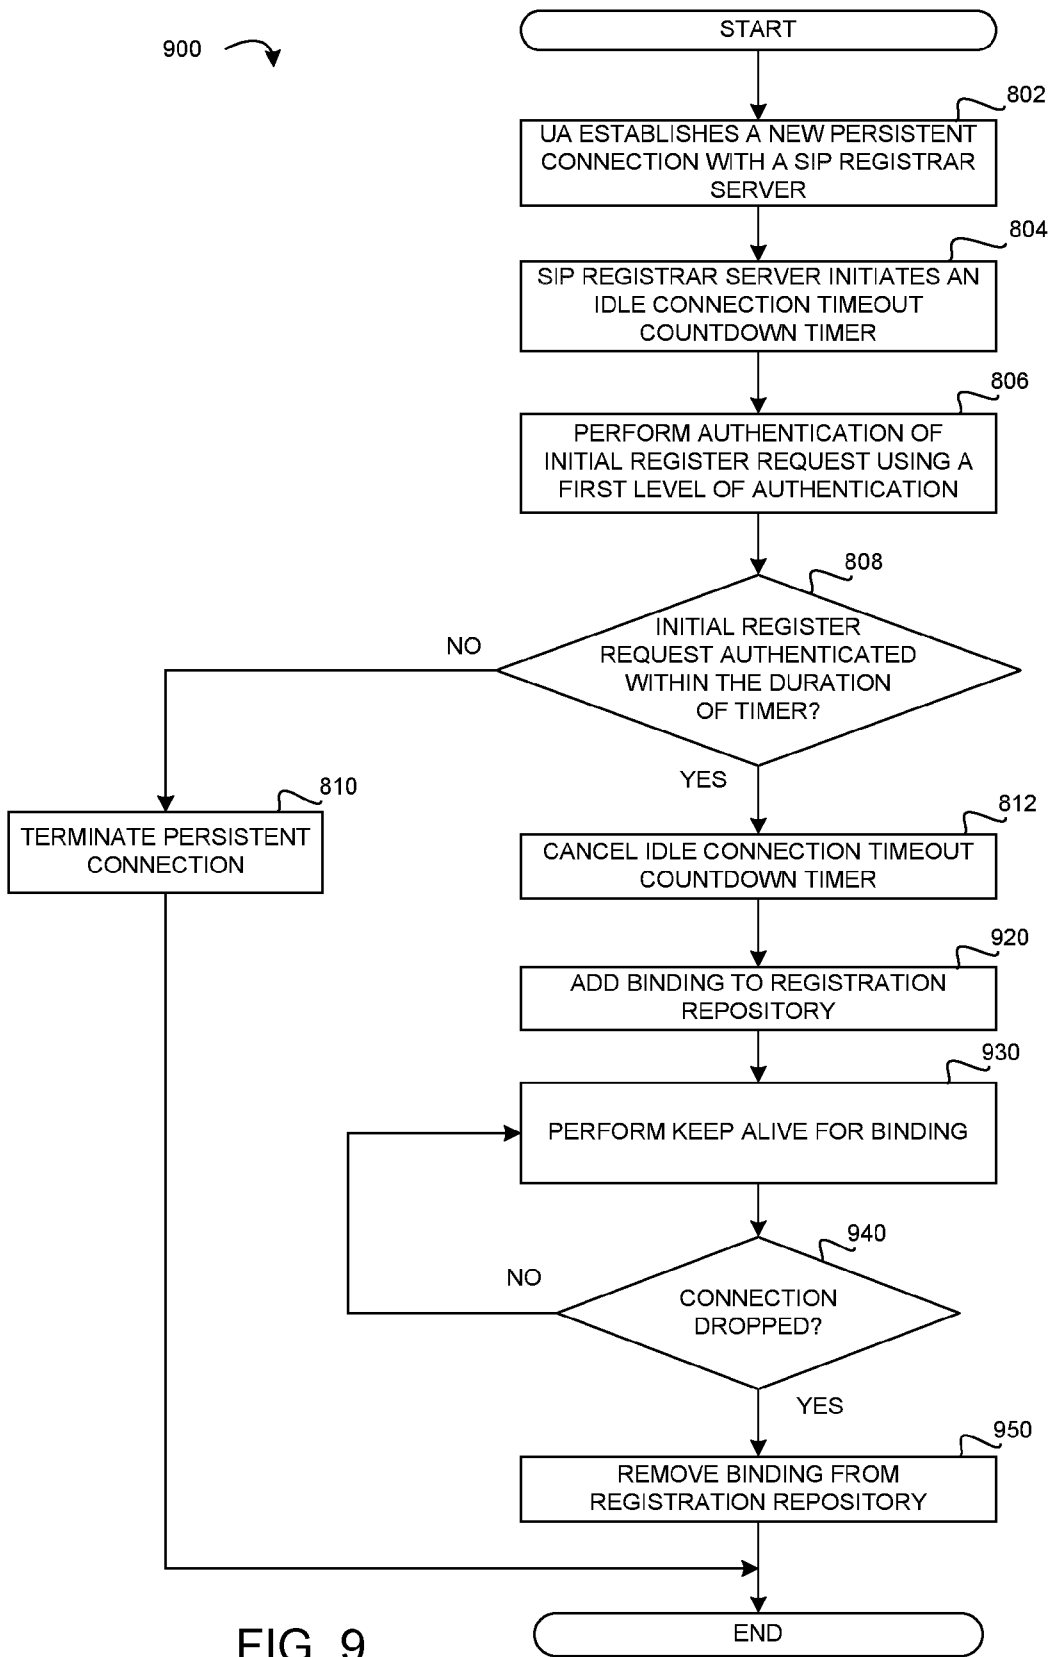 START
900
802
UA ESTABLISHES A NEW PERSISTENT
CONNECTION WITH A SIP REGISTRAR
SERVER
804
SIP REGISTRAR SERVER INITIATES AN
IDLE CONNECTION TIMEOUT
COUNTDOWN TIMER
806
PERFORM AUTHENTICATION OF
INITIAL REGISTER REQUEST USING A
FIRST LEVEL OF AUTHENTICATION
808
INITIAL REGISTER
REQUEST AUTHENTICATED
WITHIN THE DURATION
OF TIMER?
NO
YES
810
TERMINATE PERSISTENT
CONNECTION
812
CANCEL IDLE CONNECTION TIMEOUT
COUNTDOWN TIMER
920
ADD BINDING TO REGISTRATION
REPOSITORY
930
PERFORM KEEP ALIVE FOR BINDING
940
NO
CONNECTION
DROPPED?
YES
950
REMOVE BINDING FROM
REGISTRATION REPOSITORY
END
FIG. 9